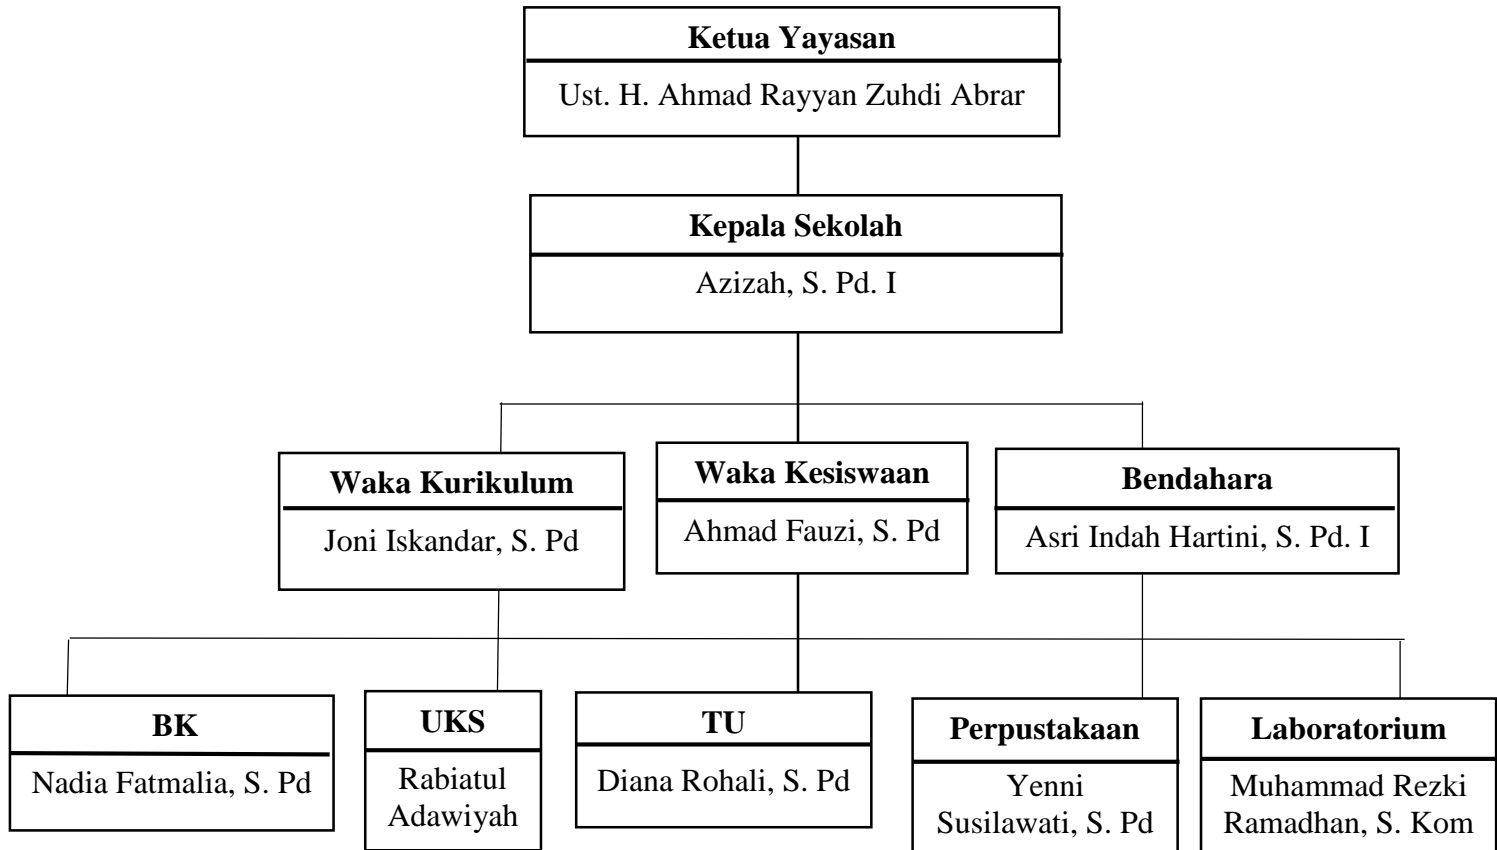 Ketua Yayasan
Ust. H. Ahmad Rayyan Zuhdi Abrar
Kepala Sekolah
Azizah, S. Pd. I
Waka Kurikulum
Joni Iskandar, S. Pd
Waka Kesiswaan
Ahmad Fauzi, S. Pd
Bendahara
Asri Indah Hartini, S. Pd. I
BK
Nadia Fatmalia, S. Pd
UKS
Rabiatul
Adawiyah
TU
Diana Rohali, S. Pd
Perpustakaan
Yenni
Susilawati, S. Pd
Laboratorium
Muhammad Rezki
Ramadhan, S. Kom